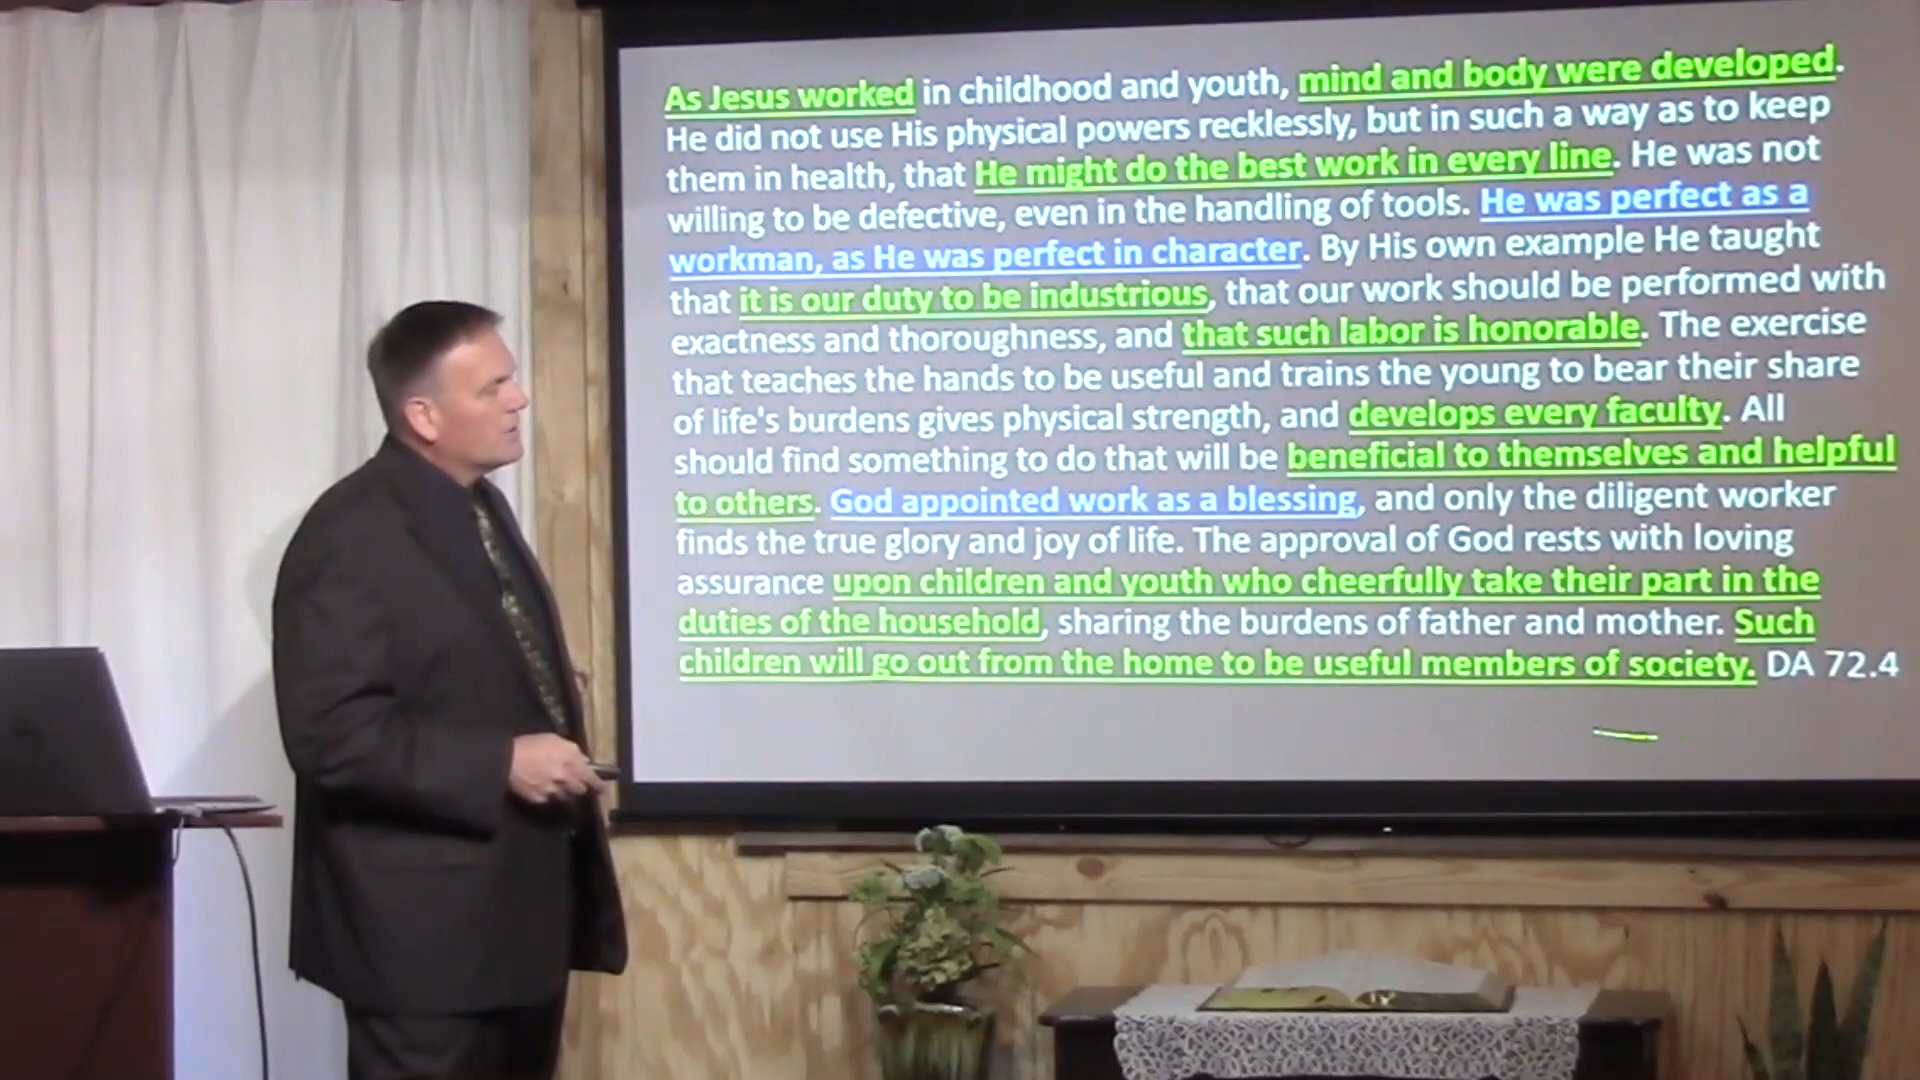 As Jesus worked in childhood and youth, mind and body were developed.
He did not use His physical powers recklessly, but in such a way as to keep
them in health, that He might do the best work in every line. He was not
willing to be defective, even in the handling of tools. He was perfect as a
workman, as He was perfect in character. By His own example He taught
that it is our duty to be industrious, that our work should be performed with
exactness and thoroughness, and that such labor is honorable. The exercise
that teaches the hands to be useful and trains the young to bear their share
of life's burdens gives physical strength, and develops every faculty. All
should find something to do that will be beneficial to themselves and helpful
to others. God appointed work as a blessing, and only the diligent worker
finds the true glory and joy of life. The approval of God rests with loving
assurance upon children and youth who cheerfully take their part in the
duties of the household, sharing the burdens of father and mother. Such
children will go out from the home to be useful members of society. DA 72.4